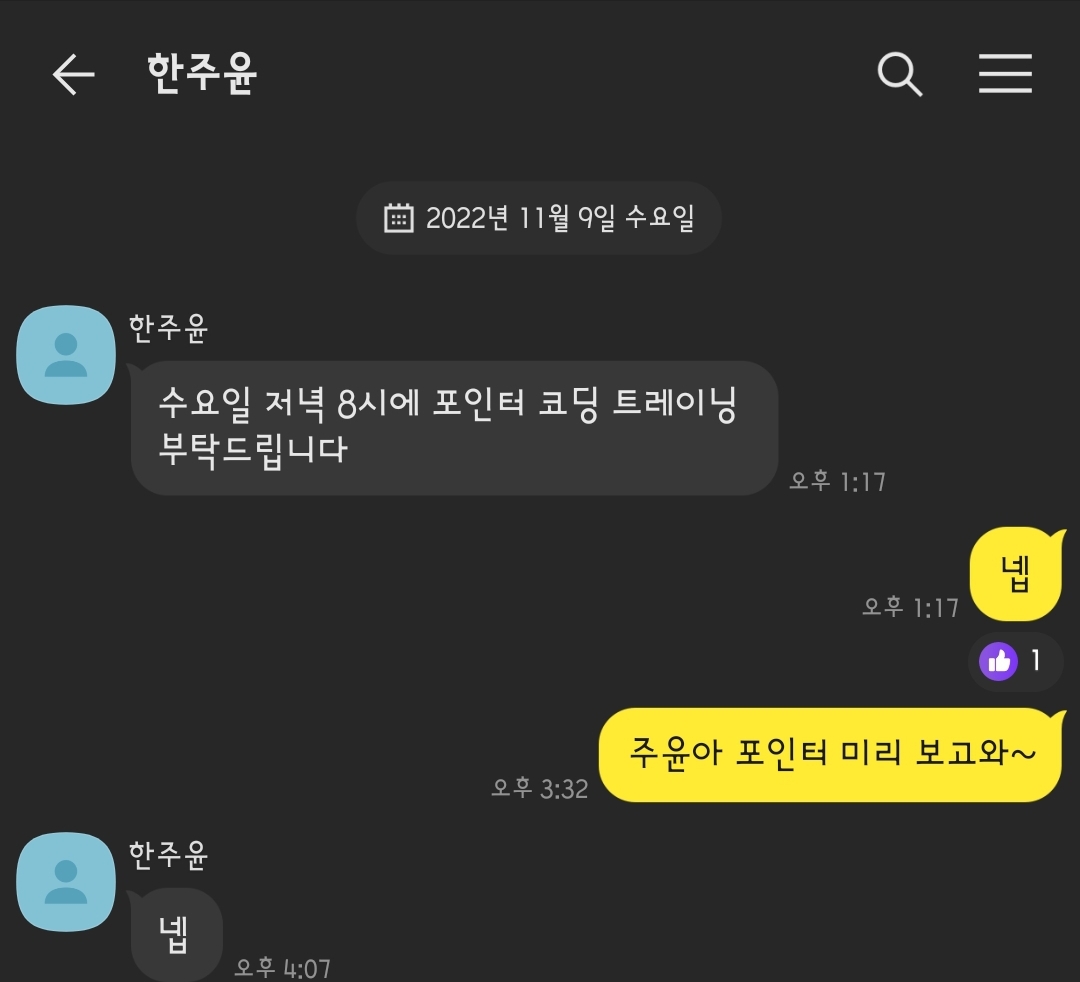 한주윤
2022년 11월 9일 수요일
한주윤
수요일 저녁 8시에 포인터 코딩 트레이닝
부탁드립니다
오후 1:17
넵
오후 1:17
1
주윤아 포인터 미리 보고와~
오후 3:32
한주윤
넵
오후 4:07